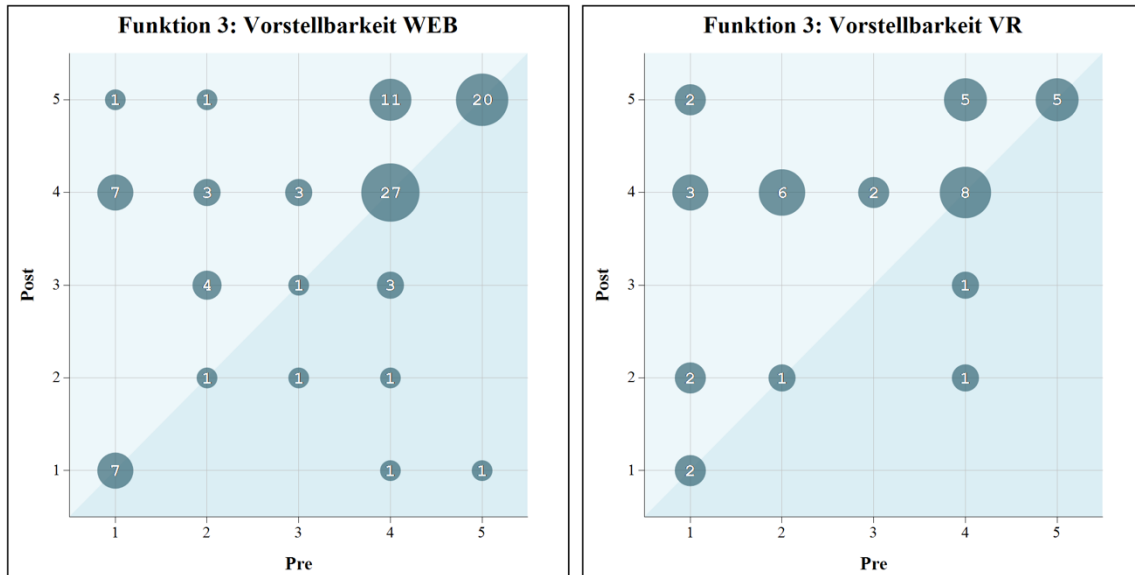 Funktion 3: Vorstellbarkeit WEB
5 1 1 11 20
4 7 3 3 27
3 4 1 3
2 1 1 1
1 7 1 1
1 2 3 4 5
Post
Pre
Funktion 3: Vorstellbarkeit VR
5 2 5 5
4 3 6 2 8
3 1
2 2 1 1
1 2
1 2 3 4 5
Post
Pre